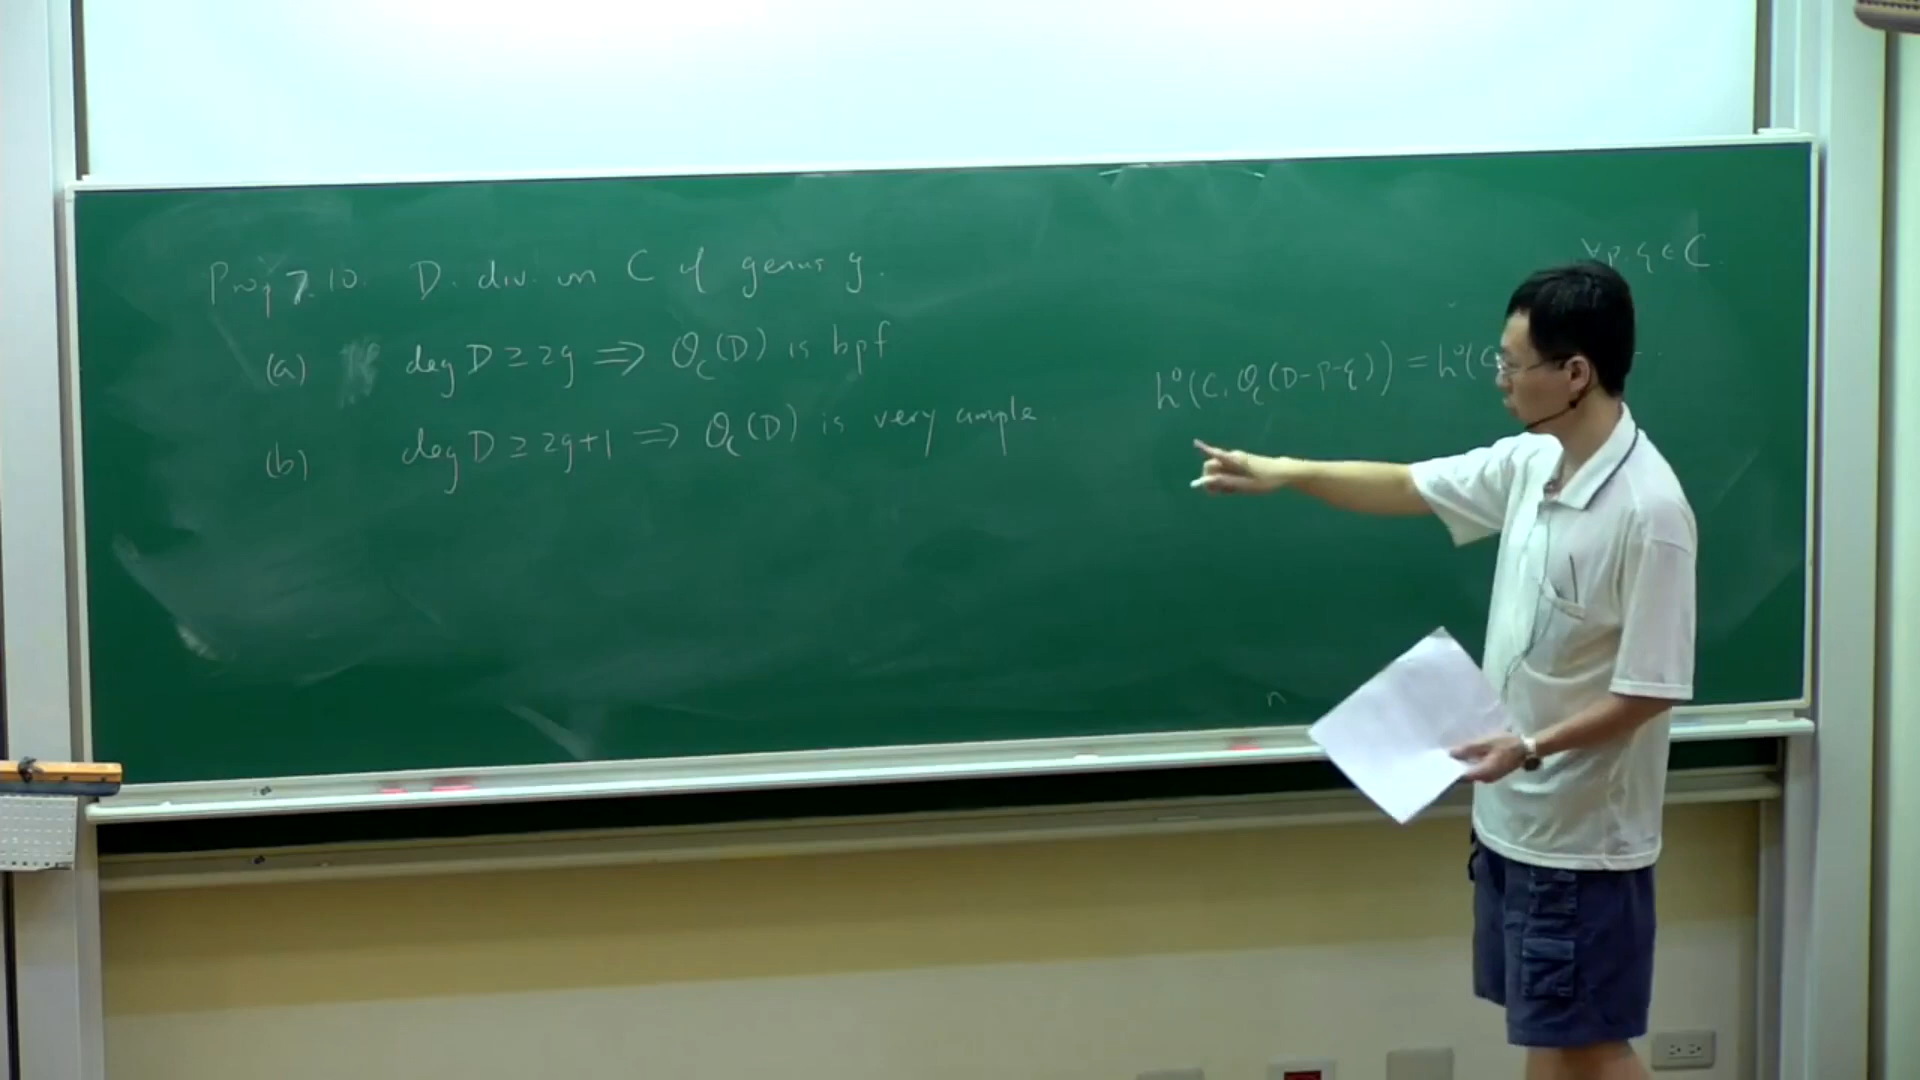 Prop 7.10. D. div. on C of genus g.
(a) deg D ≥ 2g ⟹ O_C(D) is bpf
(b) deg D ≥ 2g+1 ⟹ O_C(D) is very ample.
∀ p, q ∈ C.
h⁰(C, O_C(D-p-q)) = h⁰(C
n